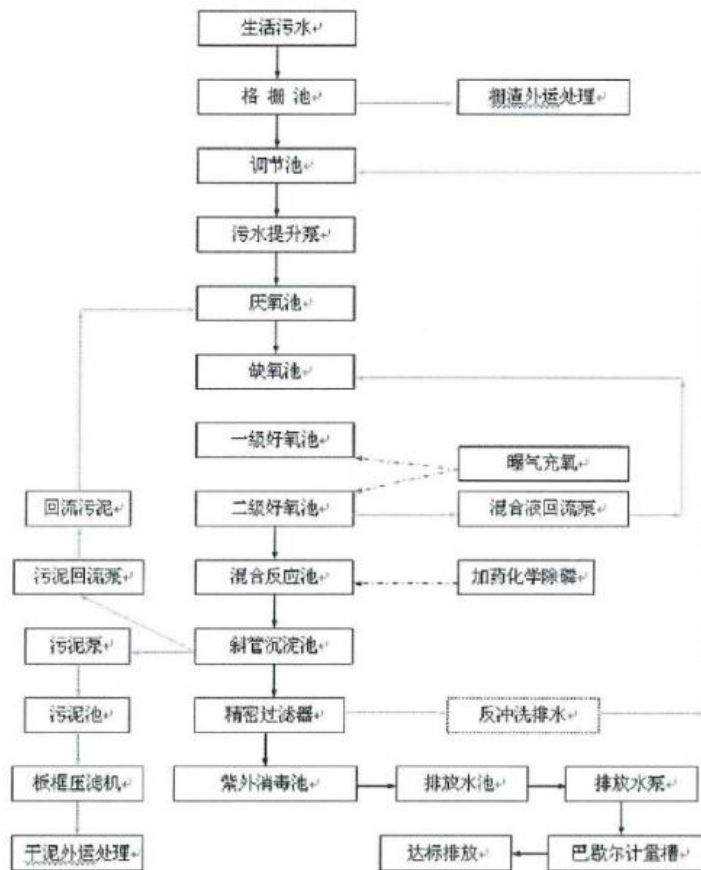 生活污水
格 栅 池
栅渣外运处理
调节池
污水提升泵
厌氧池
缺氧池
一级好氧池
曝气充氧
回流污泥
二级好氧池
混合液回流泵
污泥回流泵
混合反应池
加药化学除磷
污泥泵
斜管沉淀池
污泥池
精密过滤器
反冲洗排水
板框压滤机
紫外消毒池
排放水池
排放水泵
干泥外运处理
达标排放
巴歇尔计量槽